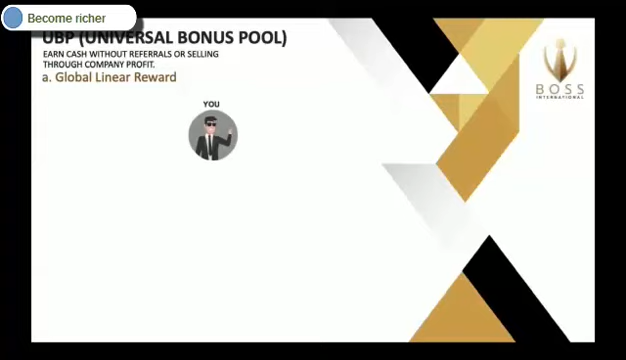 Become richer
UBP (UNIVERSAL BONUS POOL)
EARN CASH WITHOUT REFERRALS OR SELLING
THROUGH COMPANY PROFIT.
a. Global Linear Reward
YOU
BOSS
INTERNATIONAL